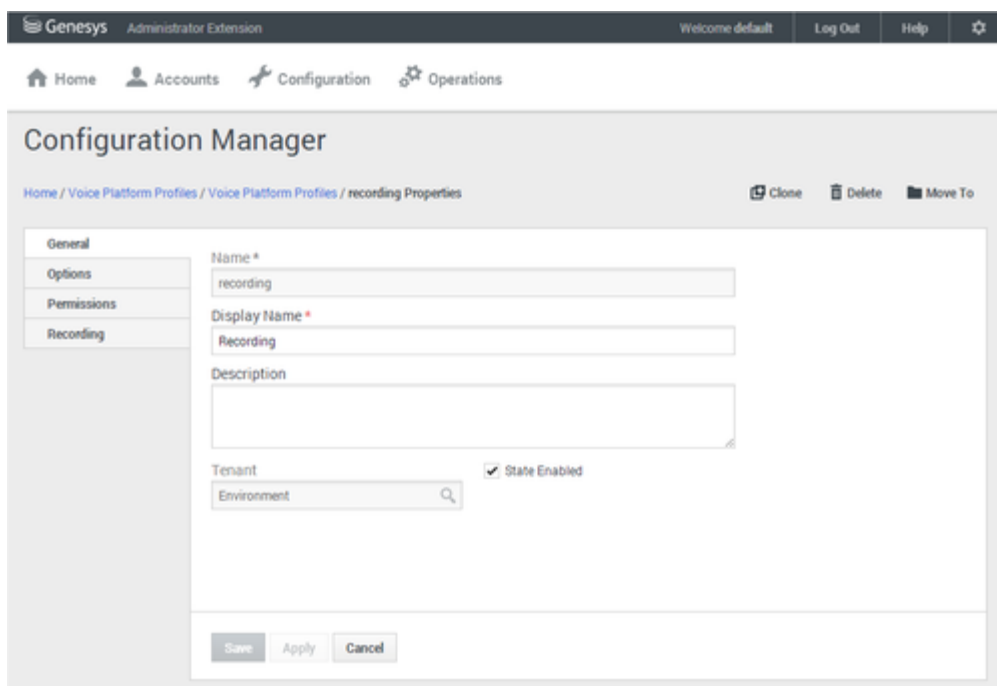 Genesys Administrator Extension Welcome default Log Out Help
Home Accounts Configuration Operations
Configuration Manager
Home / Voice Platform Profiles / Voice Platform Profiles / recording Properties Clone Delete Move To
General
Options
Permissions
Recording
Name *
recording
Display Name *
Recording
Description
Tenant State Enabled
Environment
Save Apply Cancel